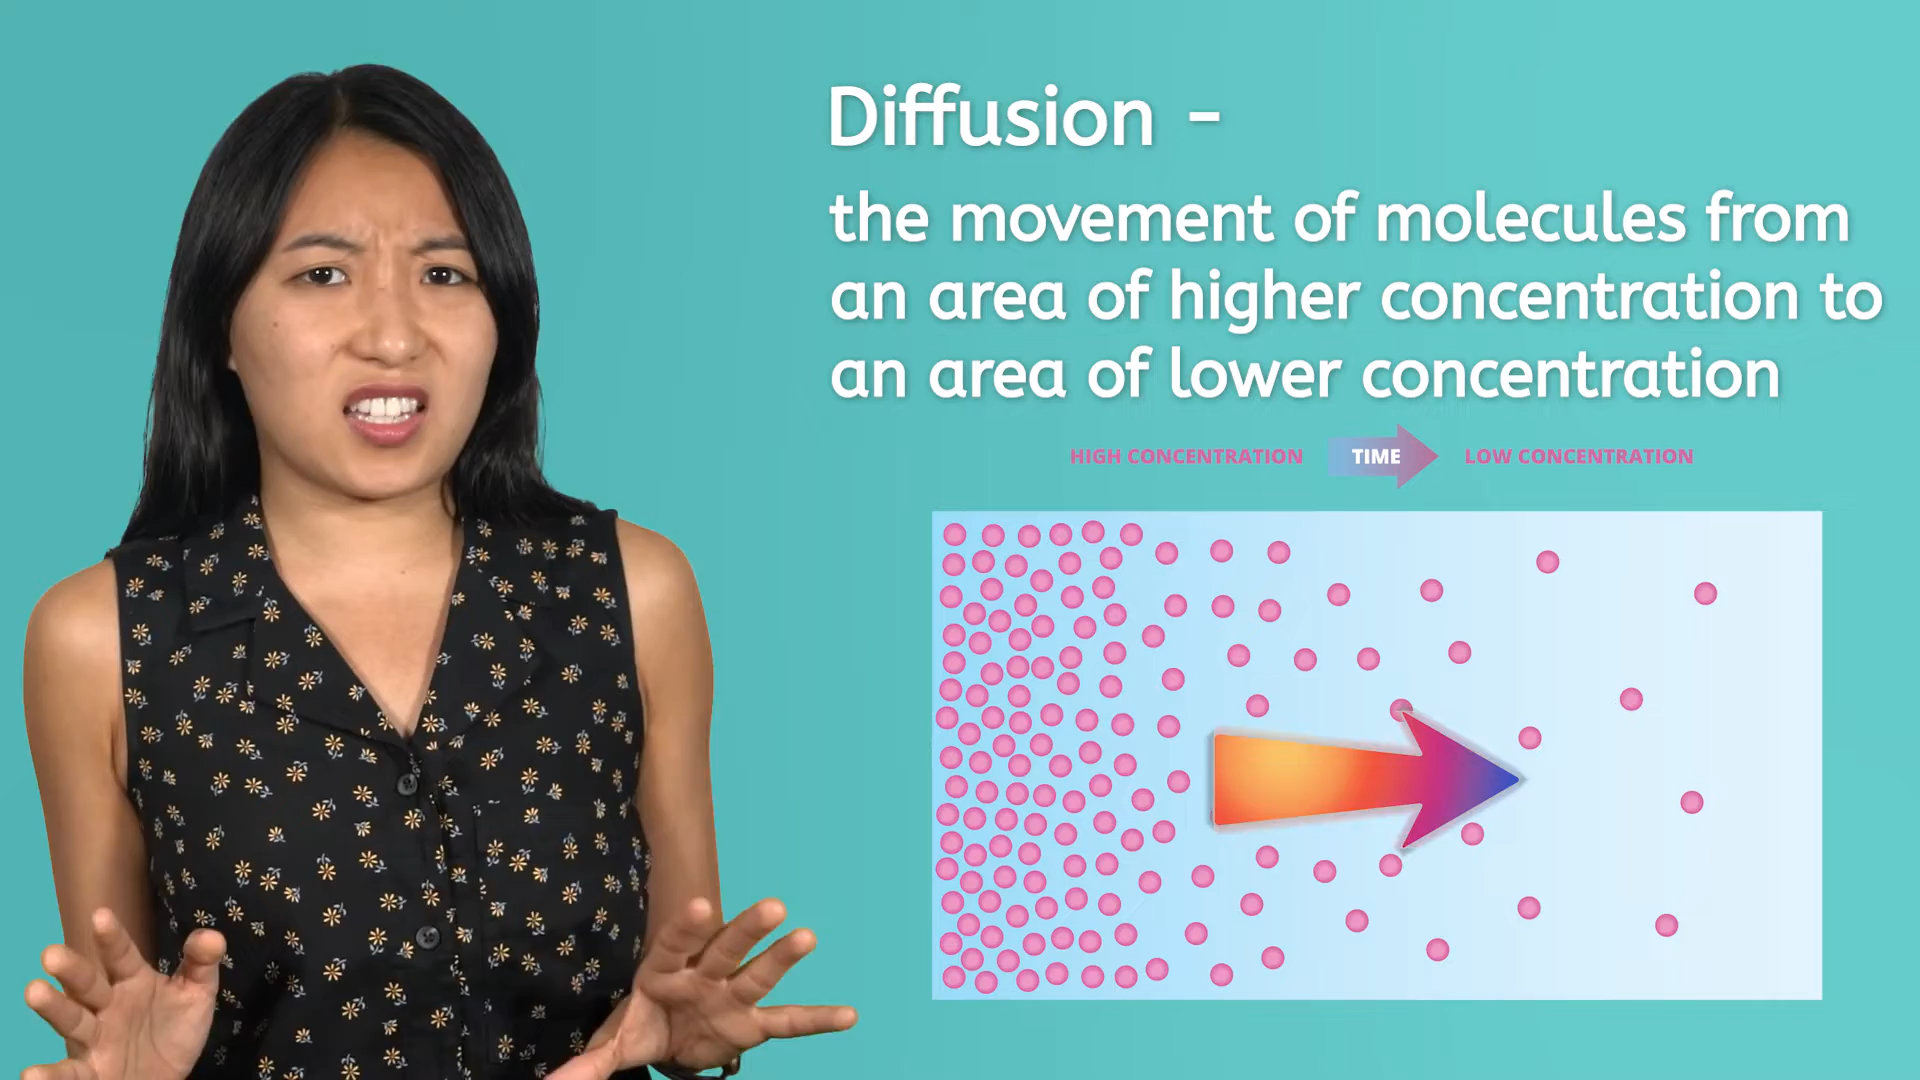 Diffusion -
the movement of molecules from
an area of higher concentration to
an area of lower concentration
HIGH CONCENTRATION TIME LOW CONCENTRATION